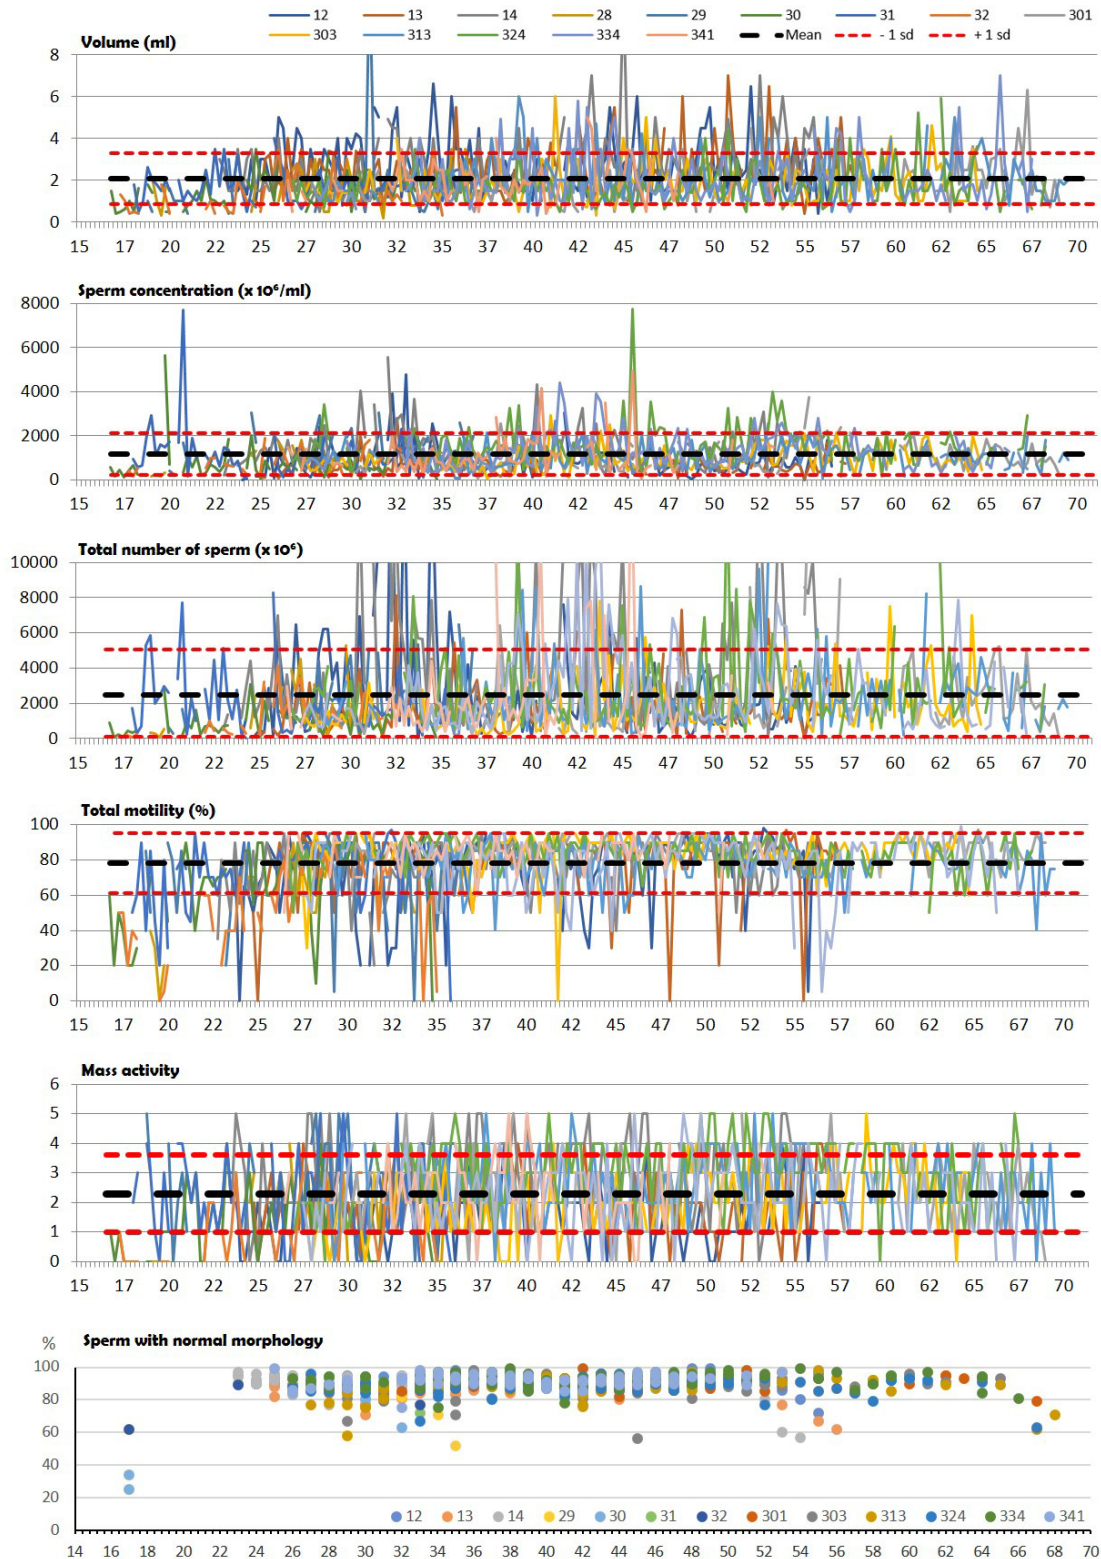 12 13 14 28 29 30 31 32 301
303 313 324 334 341 Mean - 1 sd + 1 sd
Volume (ml)
8
6
4
2
0
15 17 20 22 25 28 30 32 35 37 40 42 45 47 50 52 55 57 60 62 65 67 70
Sperm concentration (x 10⁶/ml)
8000
6000
4000
2000
0
15 17 20 22 25 28 30 32 35 37 40 42 45 47 50 52 55 57 60 62 65 67 70
Total number of sperm (x 10⁶)
10000
8000
6000
4000
2000
0
15 17 20 22 25 28 30 32 35 37 40 42 45 47 50 52 55 57 60 62 65 67 70
Total motility (%)
100
80
60
40
20
0
15 17 20 22 25 27 30 32 35 37 40 42 45 47 50 52 55 57 60 62 65 67 70
Mass activity
6
5
4
3
2
1
0
15 17 20 22 25 27 30 32 35 37 40 42 45 47 50 52 55 57 60 62 65 67 70
% Sperm with normal morphology
100
80
60
40
20
0
12 13 14 29 30 31 32 301 303 313 324 334 341
14 16 18 20 22 24 26 28 30 32 34 36 38 40 42 44 46 48 50 52 54 56 58 60 62 64 66 68 70